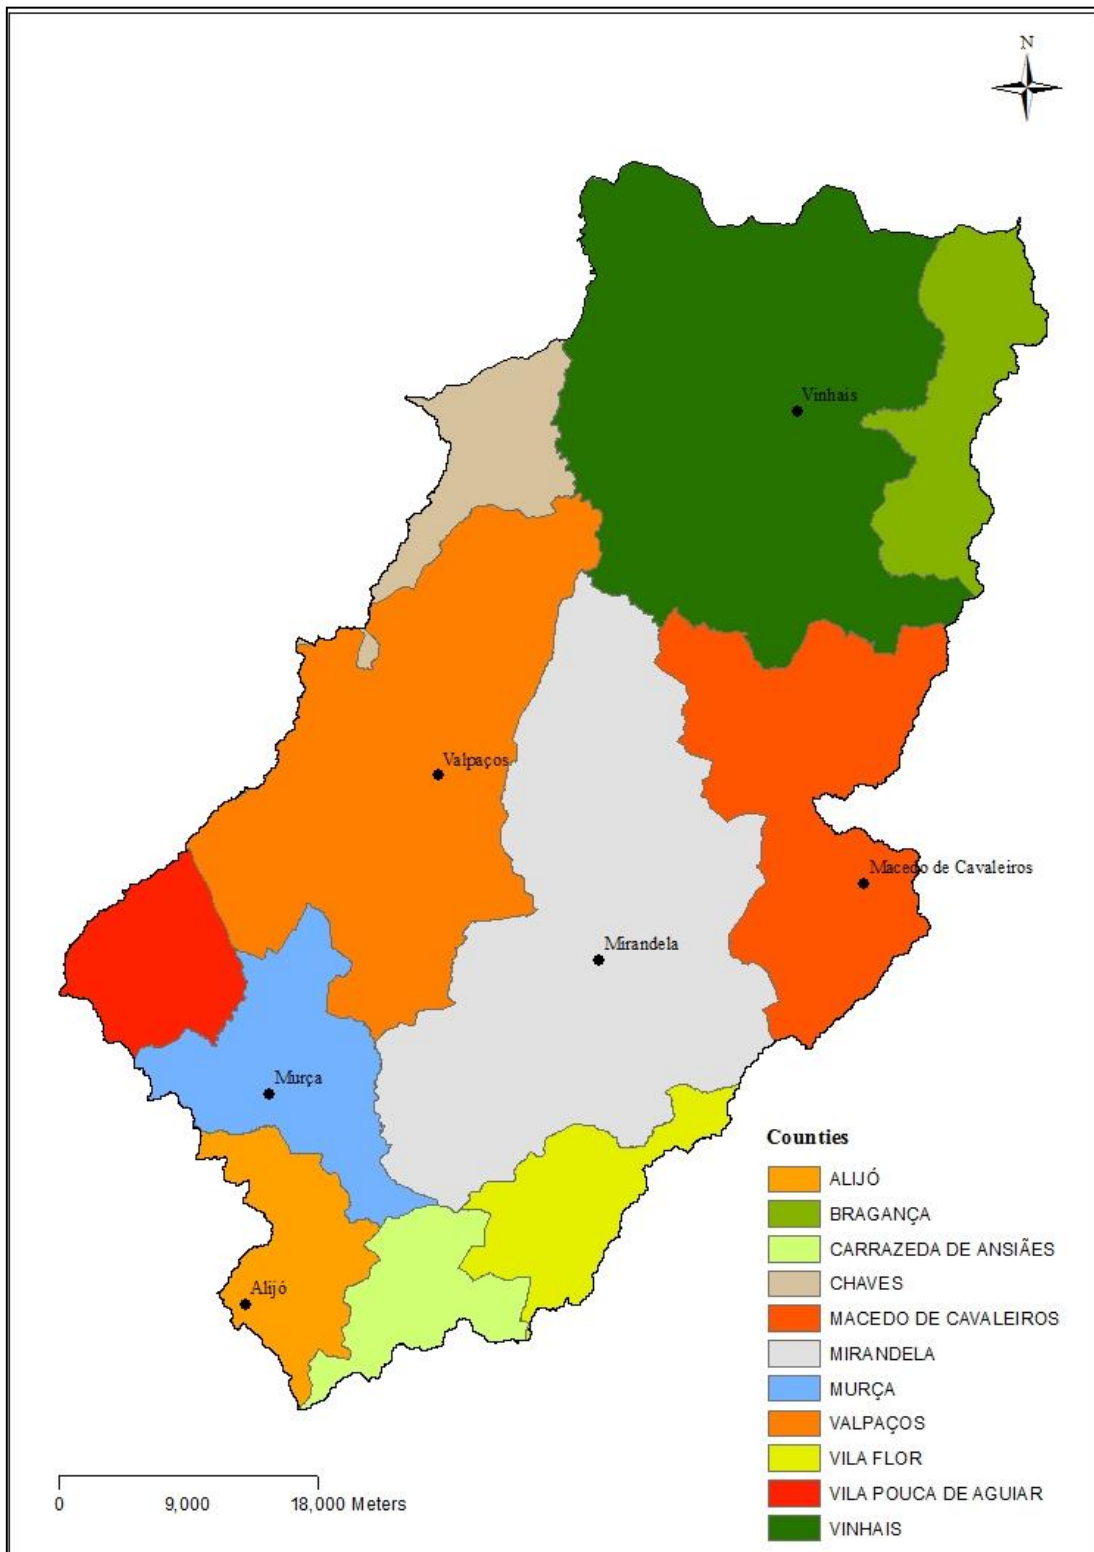 N
Vinhais
Valpaços
Macedo de Cavaleiros
Mirandela
Murça
Alijó
Counties
ALIJÓ
BRAGANÇA
CARRAZEDA DE ANSIÃES
CHAVES
MACEDO DE CAVALEIROS
MIRANDELA
MURÇA
VALPAÇOS
VILA FLOR
VILA POUCA DE AGUIAR
VINHAIS
0 9,000 18,000 Meters